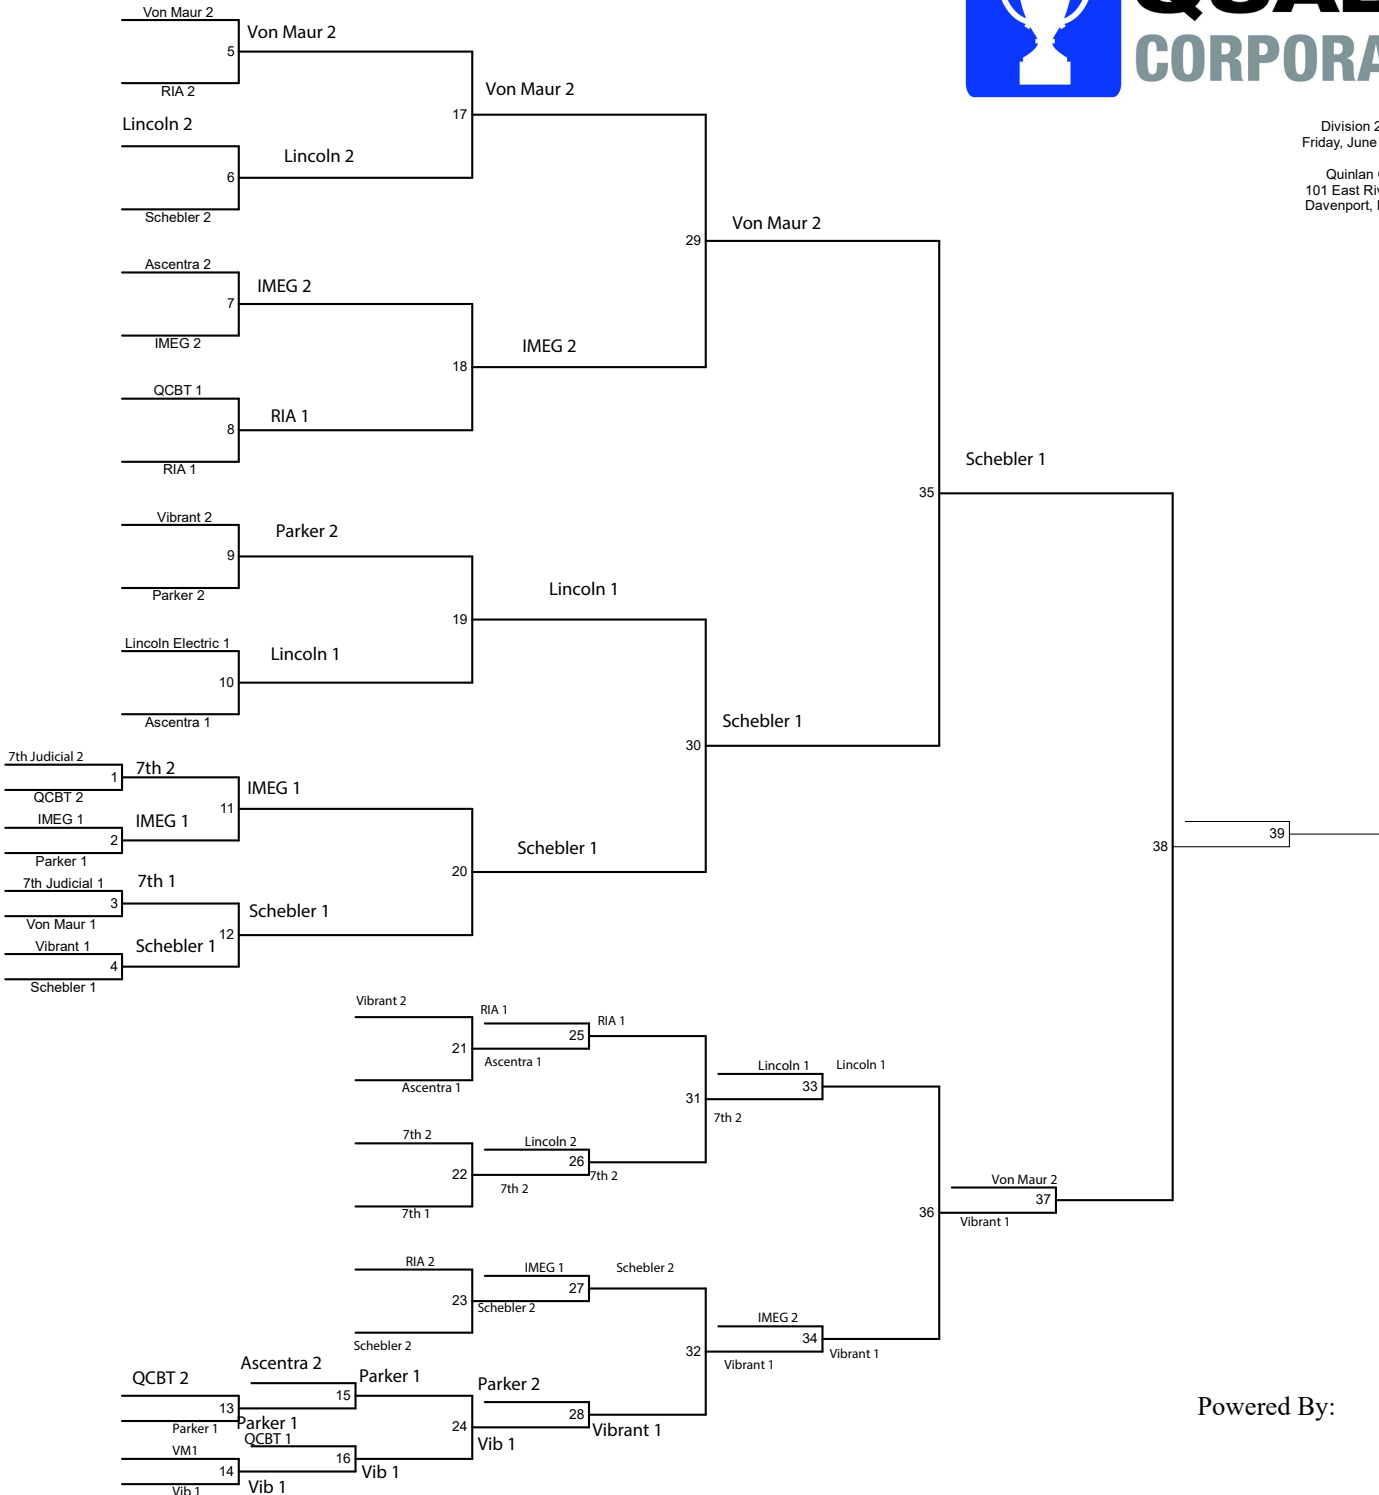 Von Maur 2
5
Von Maur 2
RIA 2
17
Von Maur 2
Lincoln 2
6
Lincoln 2
Schebler 2
29
Von Maur 2
Ascentra 2
7
IMEG 2
IMEG 2
18
IMEG 2
QCBT 1
8
RIA 1
RIA 1
35
Schebler 1
Vibrant 2
9
Parker 2
Parker 2
19
Lincoln 1
Lincoln Electric 1
10
Lincoln 1
Ascentra 1
30
Schebler 1
7th Judicial 2
1
7th 2
QCBT 2
11
IMEG 1
IMEG 1
2
IMEG 1
Parker 1
20
Schebler 1
7th Judicial 1
3
7th 1
Von Maur 1
12
Schebler 1
Vibrant 1
4
Schebler 1
Schebler 1
38
39
Vibrant 2
21
Ascentra 1
RIA 1
25
RIA 1
Ascentra 1
31
Lincoln 1
33
Lincoln 1
7th 2
7th 2
22
7th 1
Lincoln 2
26
7th 2
7th 2
36
Von Maur 2
37
Vibrant 1
RIA 2
23
Schebler 2
IMEG 1
27
Schebler 2
Schebler 2
32
IMEG 2
34
Vibrant 1
Vibrant 1
QCBT 2
13
Parker 1
Ascentra 2
15
Parker 1
Parker 1
24
Parker 2
28
Vibrant 1
Vib 1
VM1
14
Vib 1
QCBT 1
16
Vib 1
Vib 1
CORPORA
Division 2
Friday, June
Quinlan
101 East Riv
Davenport,
Powered By: